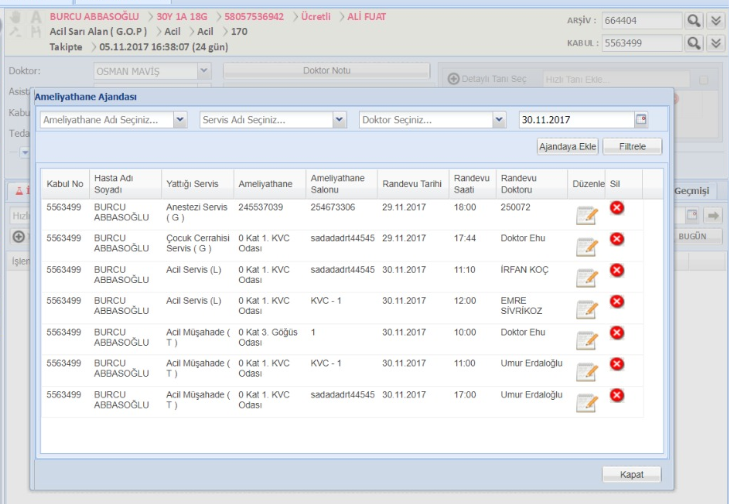 BURCU ABBASOĞLU > 30Y 1A 18G > 58057536942 > Ücretli > ALİ FUAT
Acil Sarı Alan ( G.O.P ) > Acil > Acil > 170
Takipte > 05.11.2017 16:38:07 (24 gün)
ARŞİV : 664404
KABUL : 5563499
Doktor: OSMAN MAVİŞ
Doktor Notu
Detaylı Tanı Seç Hızlı Tanı Ekle...
Asist
Kabu
Teda
Ameliyathane Ajandası
Ameliyathane Adı Seçiniz... Servis Adı Seçiniz... Doktor Seçiniz... 30.11.2017
Ajandaya Ekle Filtrele
Kabul No Hasta Adı Soyadı Yattığı Servis Ameliyathane Ameliyathane Salonu Randevu Tarihi Randevu Saati Randevu Doktoru Düzenle Sil
5563499 BURCU ABBASOĞLU Anestezi Servis ( G ) 245537039 254673306 29.11.2017 18:00 250072
5563499 BURCU ABBASOĞLU Çocuk Cerrahisi Servis ( G ) 0 Kat 1. KVC Odası sadadadrt44545 29.11.2017 17:44 Doktor Ehu
5563499 BURCU ABBASOĞLU Acil Servis (L) 0 Kat 1. KVC Odası sadadadrt44545 30.11.2017 11:10 İRFAN KOÇ
5563499 BURCU ABBASOĞLU Acil Servis (L) 0 Kat 1. KVC Odası KVC - 1 30.11.2017 12:00 EMRE SİVRİKOZ
5563499 BURCU ABBASOĞLU Acil Müşahade ( T ) 0 Kat 3. Göğüs Odası 1 30.11.2017 10:00 Doktor Ehu
5563499 BURCU ABBASOĞLU Acil Müşahade ( T ) 0 Kat 1. KVC Odası KVC - 1 30.11.2017 11:00 Umur Erdaloğlu
5563499 BURCU ABBASOĞLU Acil Müşahade ( T ) 0 Kat 1. KVC Odası sadadadrt44545 30.11.2017 17:00 Umur Erdaloğlu
Geçmişi
Hızlı
BUGÜN
İşlem
Kapat